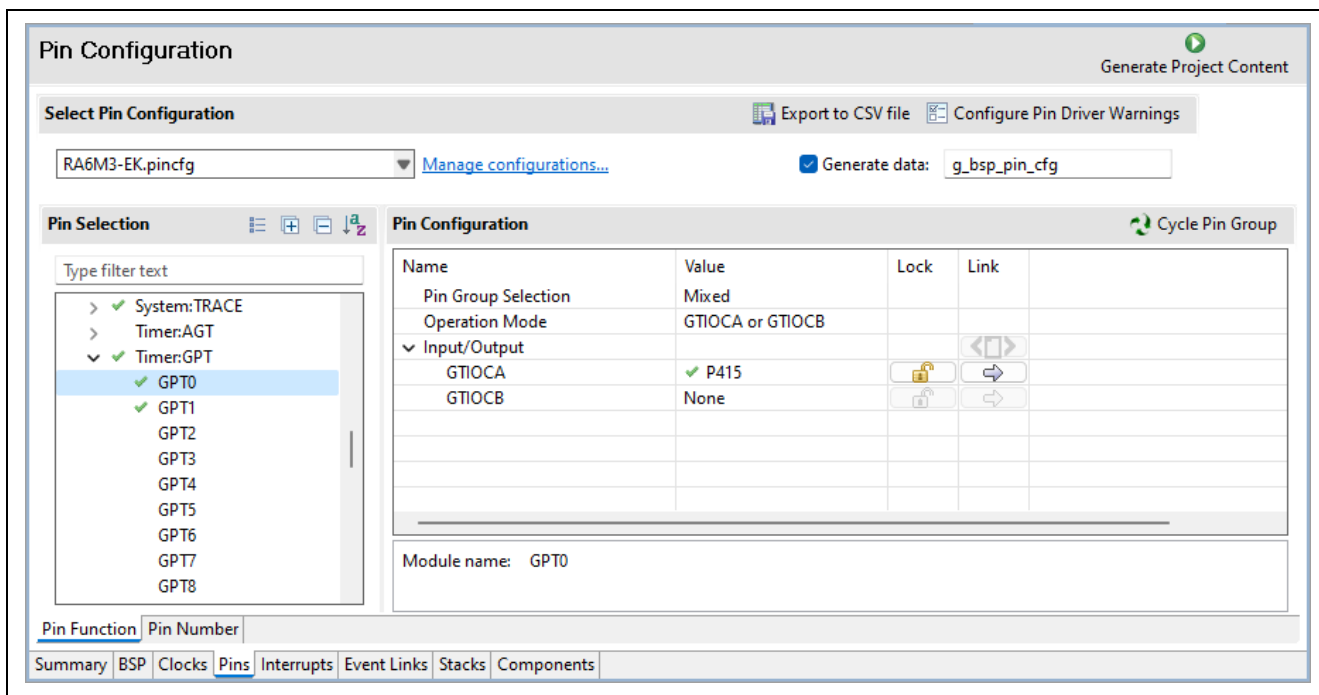 Pin Configuration
Generate Project Content
Select Pin Configuration Export to CSV file Configure Pin Driver Warnings
RA6M3-EK.pincfg Manage configurations... Generate data: g_bsp_pin_cfg
Pin Selection
Type filter text
System:TRACE
Timer:AGT
Timer:GPT
GPT0
GPT1
GPT2
GPT3
GPT4
GPT5
GPT6
GPT7
GPT8
Pin Configuration Cycle Pin Group
Name Value Lock Link
Pin Group Selection Mixed
Operation Mode GTIOCA or GTIOCB
Input/Output
GTIOCA P415
GTIOCB None
Module name: GPT0
Pin Function Pin Number
Summary BSP Clocks Pins Interrupts Event Links Stacks Components